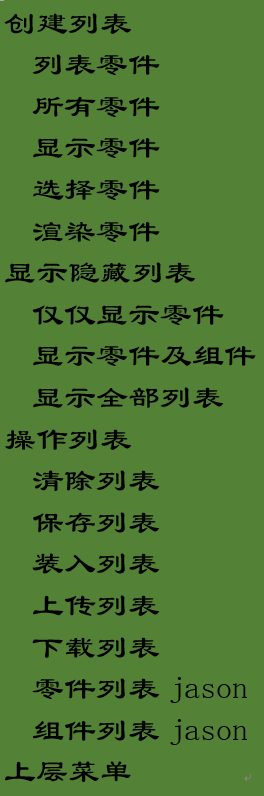 创建列表
列表零件
所有零件
显示零件
选择零件
渲染零件
显示隐藏列表
仅仅显示零件
显示零件及组件
显示全部列表
操作列表
清除列表
保存列表
装入列表
上传列表
下载列表
零件列表 jason
组件列表 jason
上层菜单